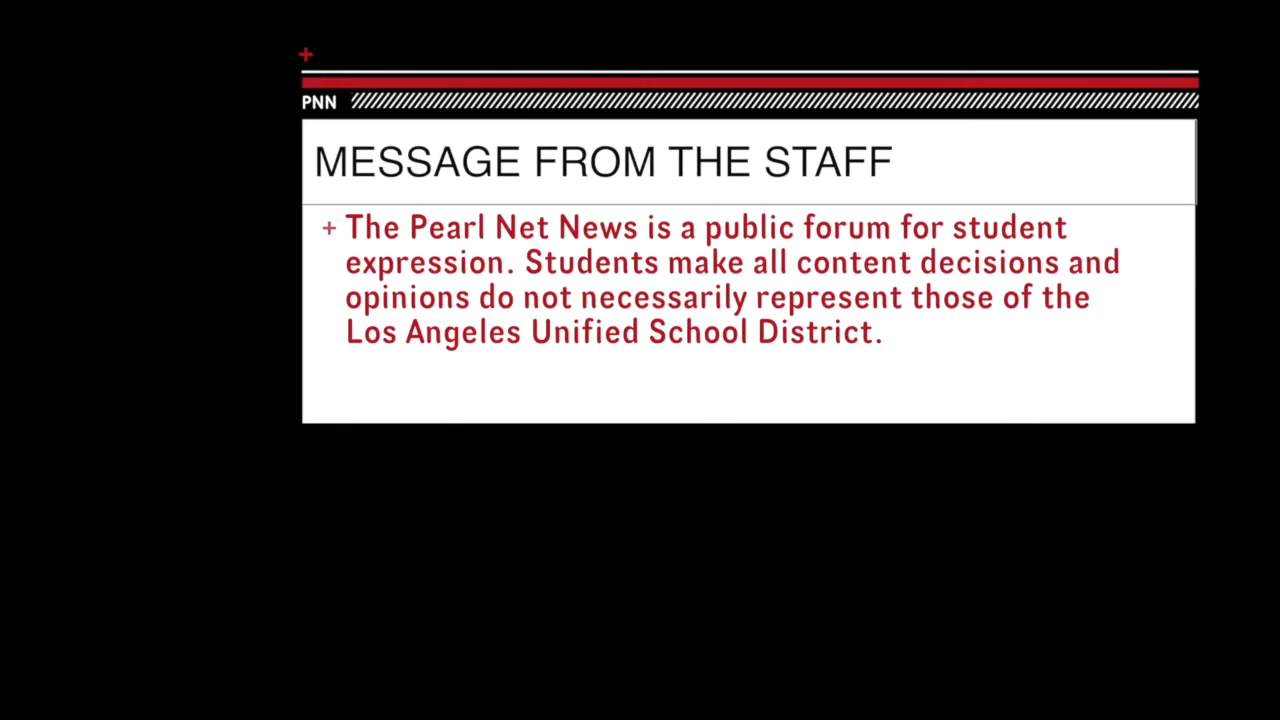 +
PNN
MESSAGE FROM THE STAFF
+ The Pearl Net News is a public forum for student
expression. Students make all content decisions and
opinions do not necessarily represent those of the
Los Angeles Unified School District.